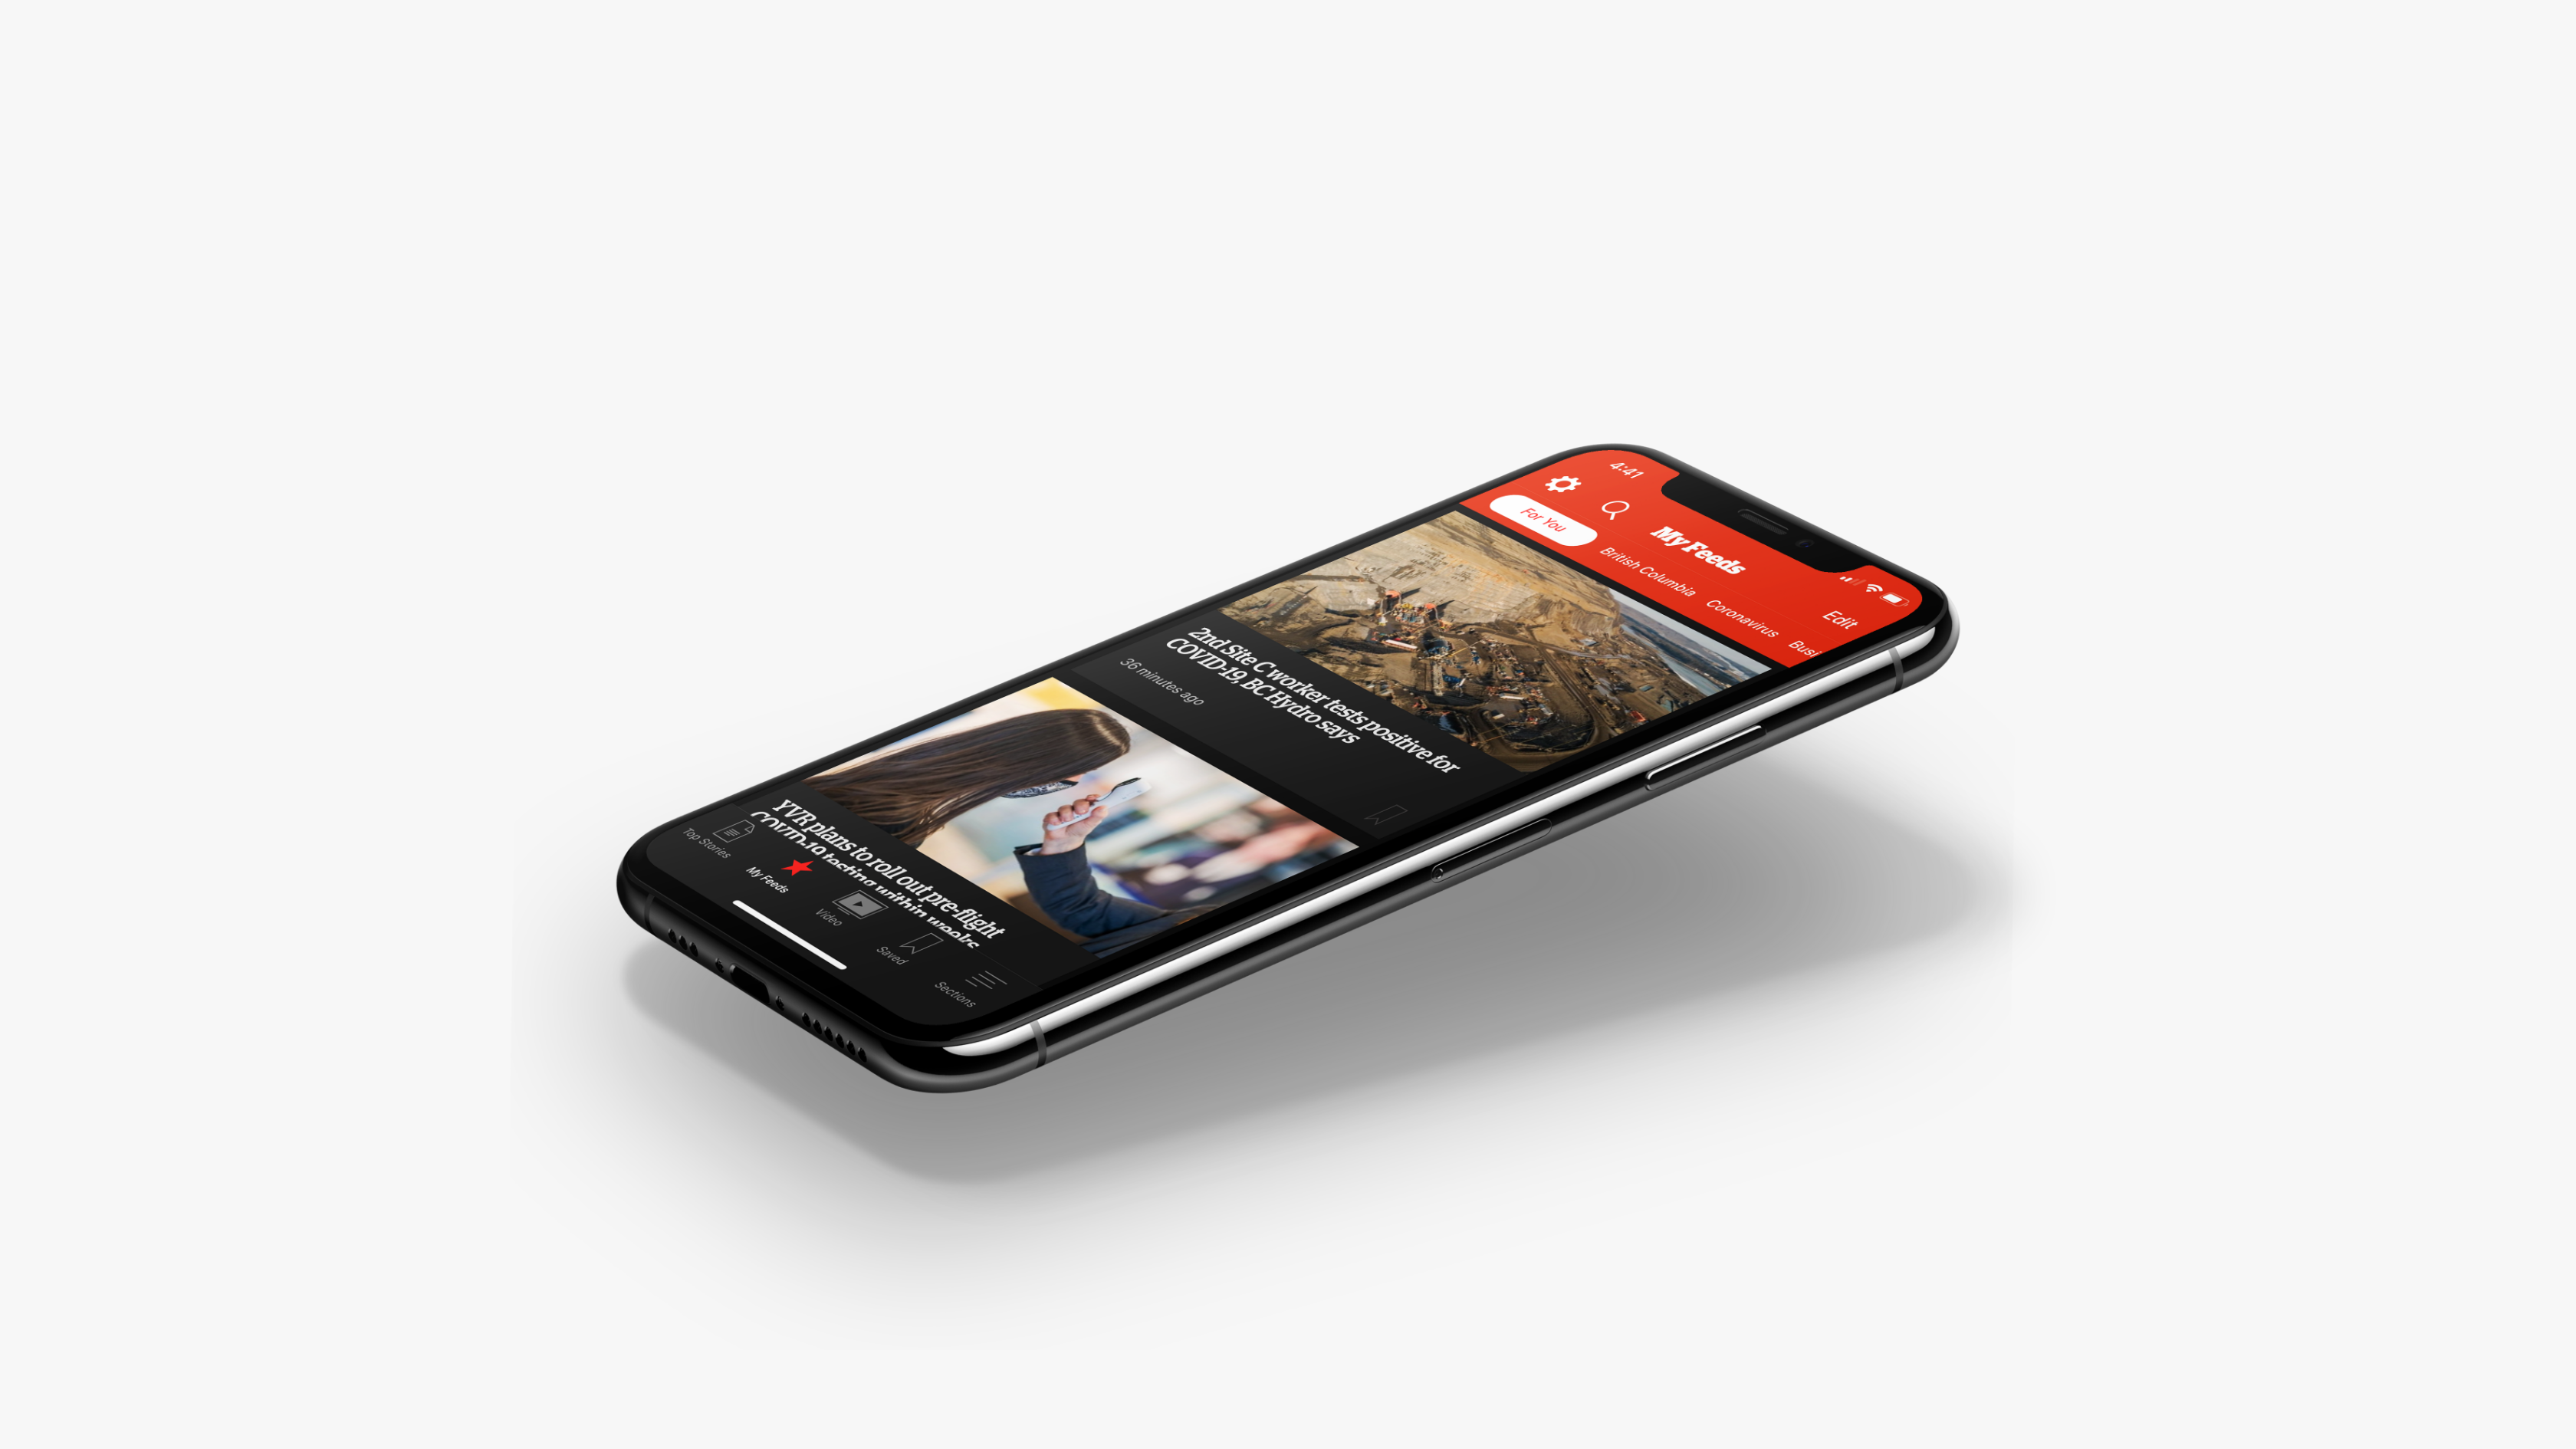 4:41
My Feeds
Edit
For You
British Columbia
Coronavirus
Busi
2nd Site C worker tests positive for
COVID-19, BC Hydro says
36 minutes ago
YVR plans to roll out pre-flight
COVID-19 testing within weeks
Top Stories
My Feeds
Video
Saved
Sections